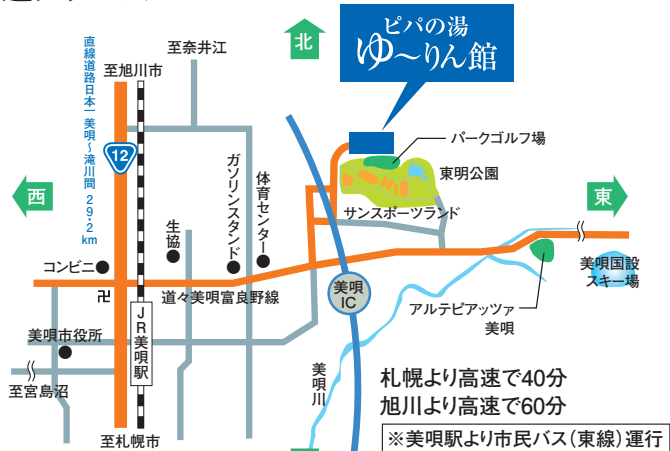 北
ピパの湯
ゆ〜りん館
至奈井江
至旭川市
直線道路日本一 美唄〜滝川間 29.2km
12
パークゴルフ場
東明公園
西
東
ガソリンスタンド
体育センター
生協
サンスポーツランド
コンビニ
卍
道々美唄富良野線
美唄
IC
美唄国設
スキー場
アルテピアッツァ
美唄
JR美唄駅
美唄市役所
至宮島沼
美唄川
至札幌市
札幌より高速で40分
旭川より高速で60分
※美唄駅より市民バス(東線)運行